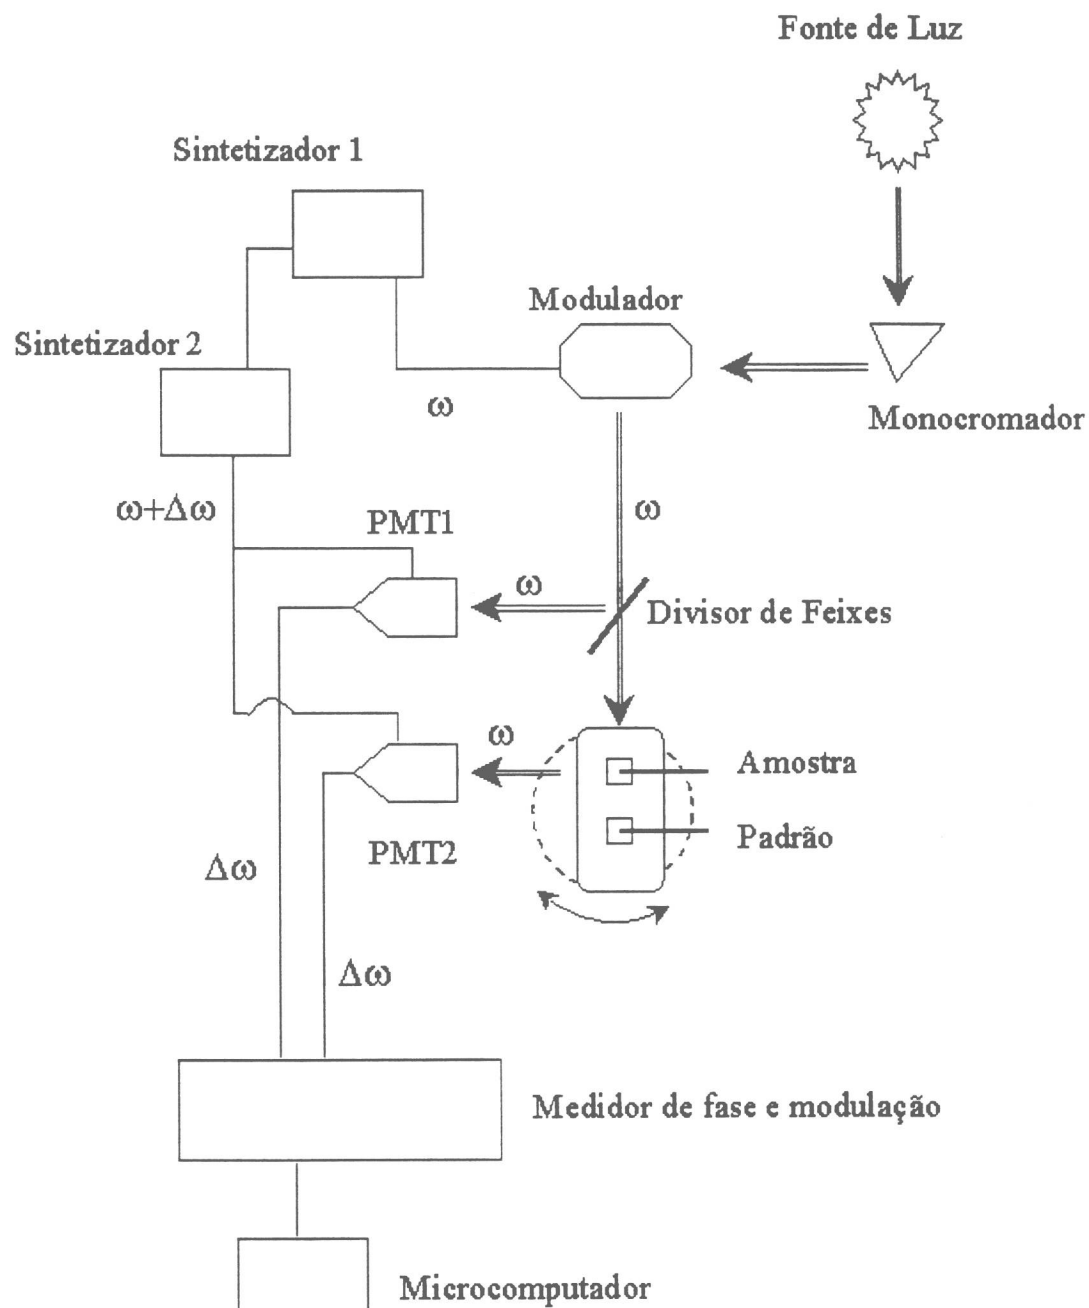 Fonte de Luz
Sintetizador 1
Modulador
Sintetizador 2
Monocromador
ω
ω+Δω
PMT1
ω
ω
Divisor de Feixes
ω
Amostra
Padrão
PMT2
Δω
Δω
Medidor de fase e modulação
Microcomputador